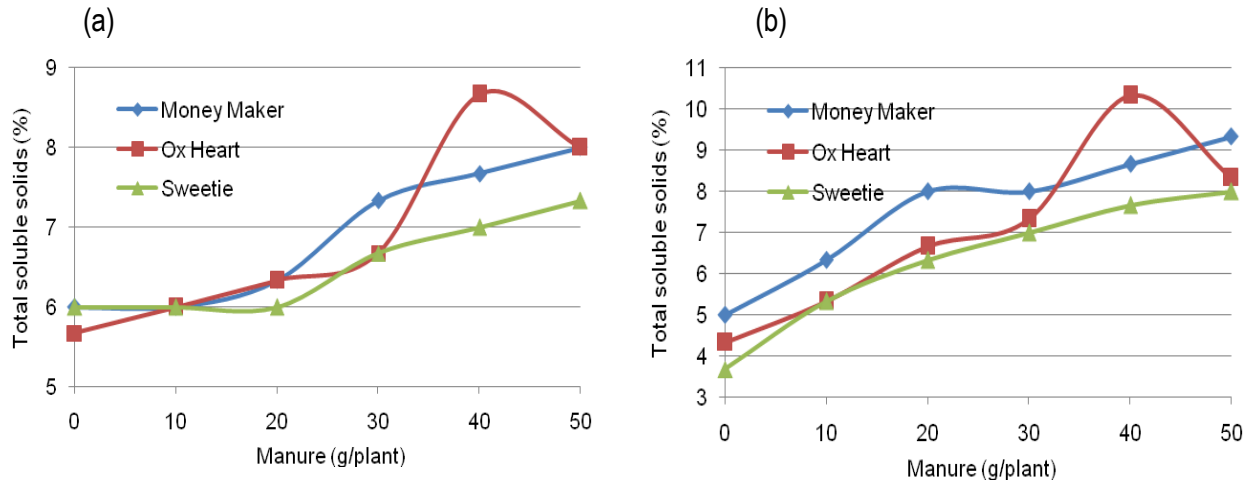 (a)
Total soluble solids (%)
9
8
7
6
5
Money Maker
Ox Heart
Sweetie
0 10 20 30 40 50
Manure (g/plant)
(b)
Total soluble solids (%)
11
10
9
8
7
6
5
4
3
Money Maker
Ox Heart
Sweetie
0 10 20 30 40 50
Manure (g/plant)